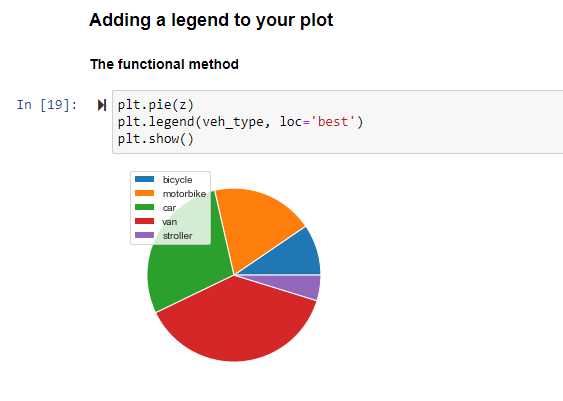 Adding a legend to your plot
The functional method
In [19]:
plt.pie(z)
plt.legend(veh_type, loc='best')
plt.show()
bicycle
motorbike
car
van
stroller